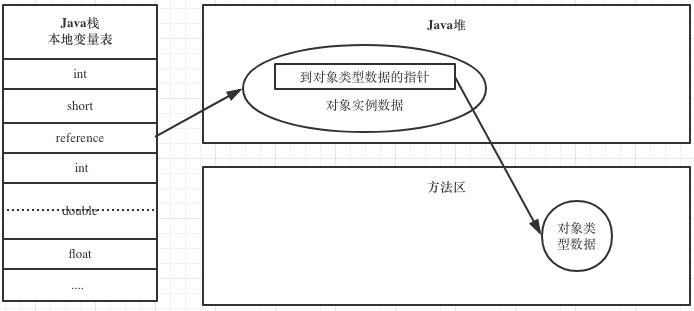 Java栈
本地变量表
int
short
reference
int
double
float
....
Java堆
到对象类型数据的指针
对象实例数据
方法区
对象类
型数据